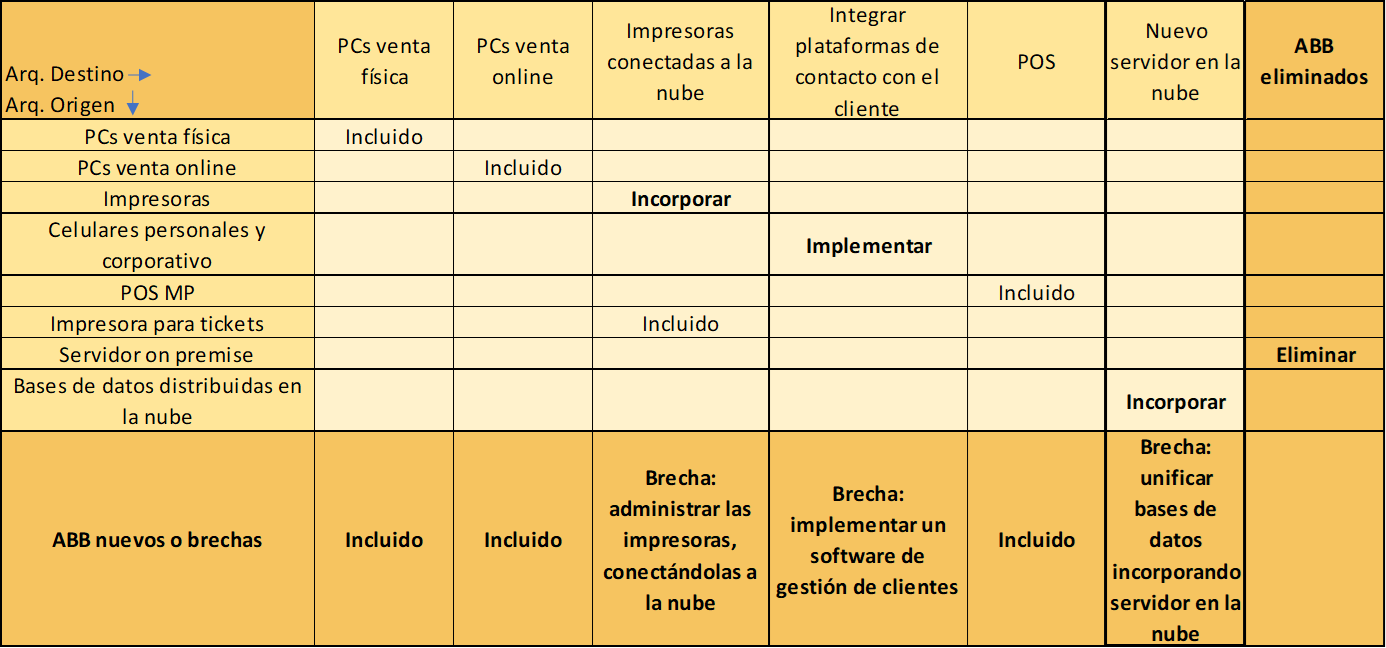 Arq. Destino
Arq. Origen
PCs venta
física
PCs venta
online
Impresoras
conectadas a la
nube
Integrar
plataformas de
contacto con el
cliente
POS
Nuevo
servidor en la
nube
ABB
eliminados
PCs venta física
Incluido
PCs venta online
Incluido
Impresoras
Incorporar
Celulares personales y
corporativo
Implementar
POS MP
Incluido
Impresora para tickets
Incluido
Servidor on premise
Eliminar
Bases de datos distribuidas en
la nube
Incorporar
ABB nuevos o brechas
Incluido
Incluido
Brecha:
administrar las
impresoras,
conectándolas a
la nube
Brecha:
implementar un
software de
gestión de clientes
Incluido
Brecha:
unificar
bases de
datos
incorporando
servidor en la
nube